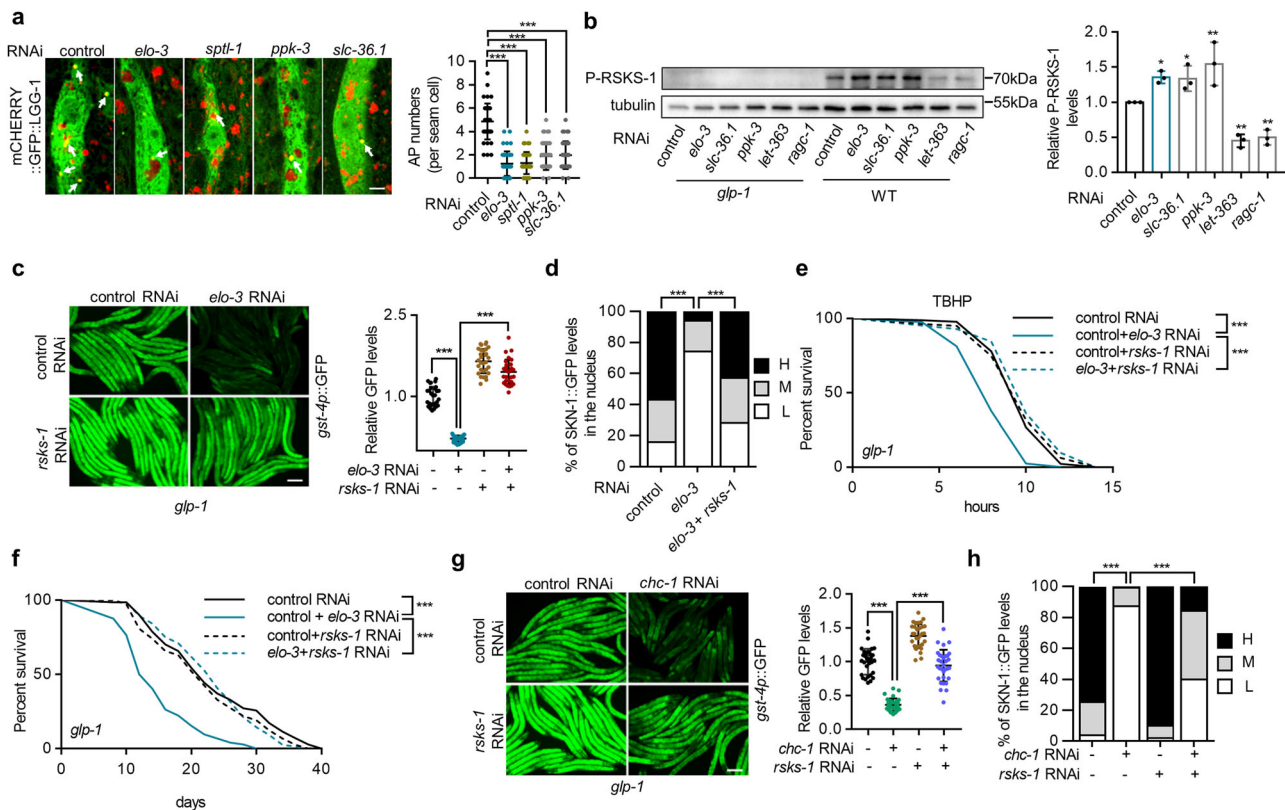 a
RNAi control elo-3 sptl-1 ppk-3 slc-36.1
mCHERRY
::GFP::LGG-1
AP numbers
(per seam cell)
10
8
6
4
2
0
***
***
***
***
RNAi
control
elo-3
sptl-1
ppk-3
slc-36.1
b
P-RSKS-1
tubulin
70kDa
55kDa
RNAi
control
elo-3
slc-36.1
ppk-3
let-363
ragc-1
control
elo-3
slc-36.1
ppk-3
let-363
ragc-1
glp-1
WT
Relative P-RSKS-1
levels
2.0
1.5
1.0
0.5
0.0
*
*
**
**
**
RNAi
control
elo-3
slc-36.1
ppk-3
let-363
ragc-1
c
control RNAi elo-3 RNAi
control
RNAi
rsks-1
RNAi
glp-1
gst-4p::GFP
Relative GFP levels
2.5
1.0
***
***
elo-3 RNAi - + - +
rsks-1 RNAi - - + +
d
% of SKN-1::GFP levels
in the nucleus
100
80
60
40
20
0
*** ***
H
M
L
RNAi
control
elo-3
elo-3+ rsks-1
e
TBHP
Percent survival
100
50
0
0 5 10 15
hours
glp-1
control RNAi
control+elo-3 RNAi
control+rsks-1 RNAi
elo-3+rsks-1 RNAi
***
***
f
Percent survival
100
50
0
0 10 20 30 40
days
glp-1
control RNAi
control + elo-3 RNAi
control+rsks-1 RNAi
elo-3+rsks-1 RNAi
***
***
g
control RNAi chc-1 RNAi
control
RNAi
rsks-1
RNAi
glp-1
gst-4p::GFP
Relative GFP levels
2.0
1.5
1.0
0.5
0.0
***
***
chc-1 RNAi - + - +
rsks-1 RNAi - - + +
h
% of SKN-1::GFP levels
in the nucleus
100
80
60
40
20
0
*** ***
H
M
L
chc-1 RNAi - + - +
rsks-1 RNAi - - + +